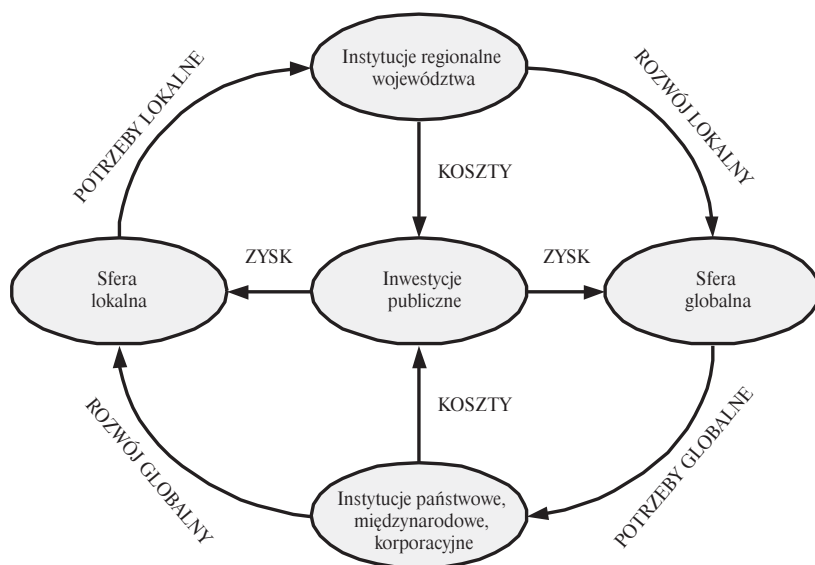 Instytucje regionalne
województwa
POTRZEBY LOKALNE
ROZWÓJ LOKALNY
KOSZTY
ZYSK
ZYSK
Sfera
lokalna
Inwestycje
publiczne
Sfera
globalna
KOSZTY
ROZWÓJ GLOBALNY
POTRZEBY GLOBALNE
Instytucje państwowe,
międzynarodowe,
korporacyjne